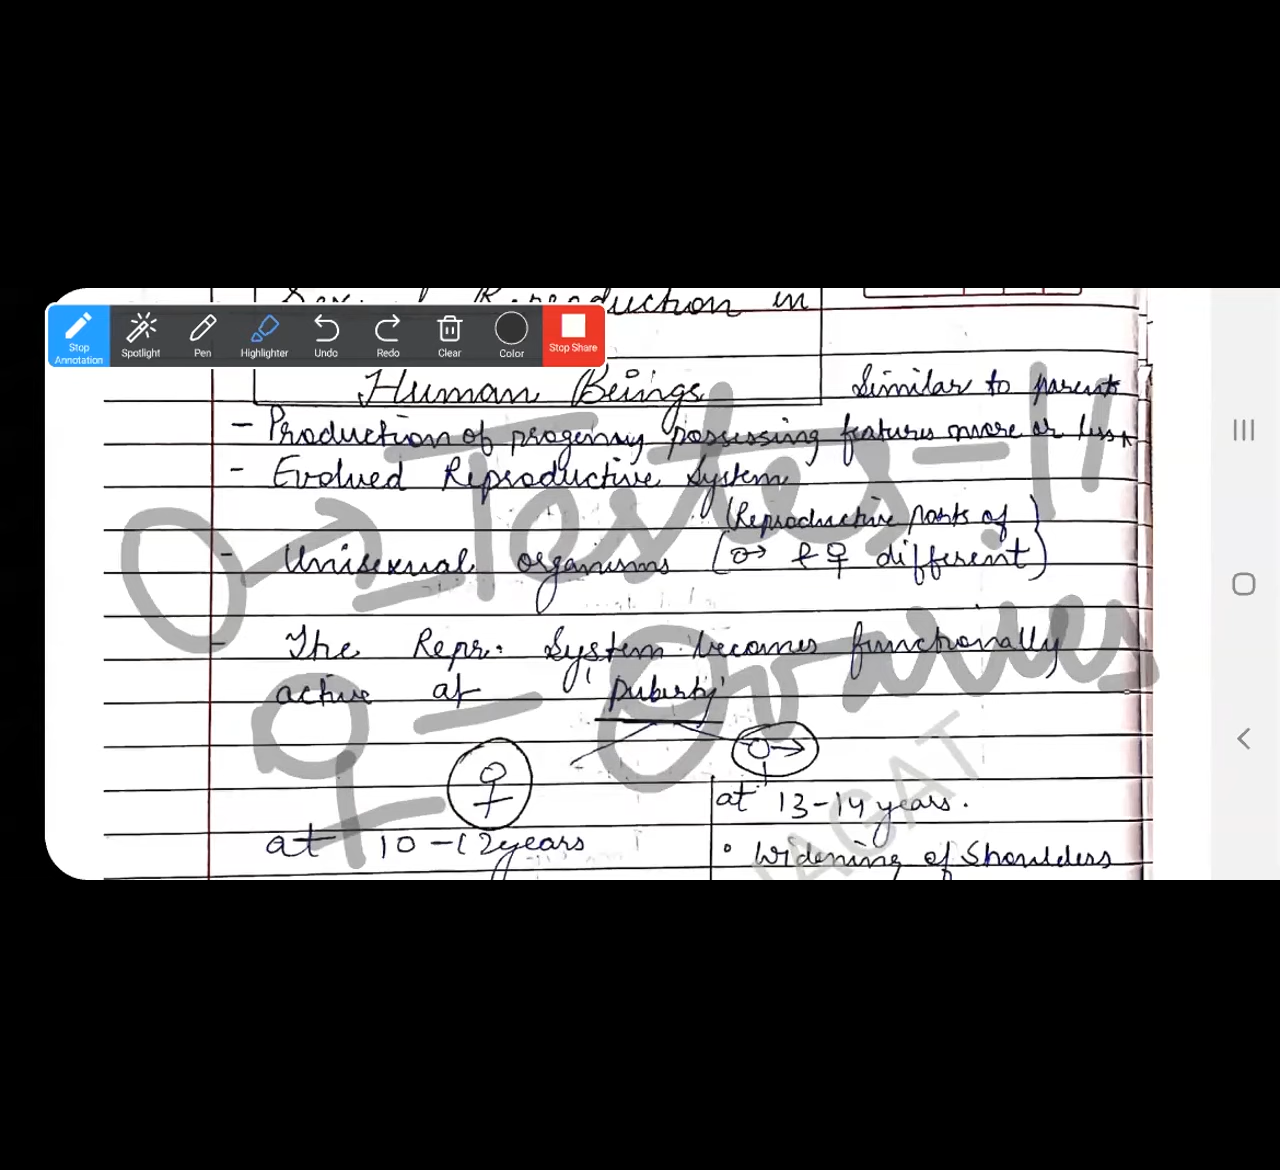 Reproduction in
Stop Annotation
Spotlight
Pen
Highlighter
Undo
Redo
Clear
Color
Stop Share
Human Beings
Similar to parents
- Production of progeny possessing features more or less
- Evolved Reproductive System
(Reproductive parts of
- Unisexual organisms
♂ & ♀ different)
♂ Testes -
- The Repr. System becomes functionally
active at 'Puberty'
♀ - Ovaries
♀
♂
at 13-14 years.
at 10-12 years
• Widening of Shoulders
JAGAT